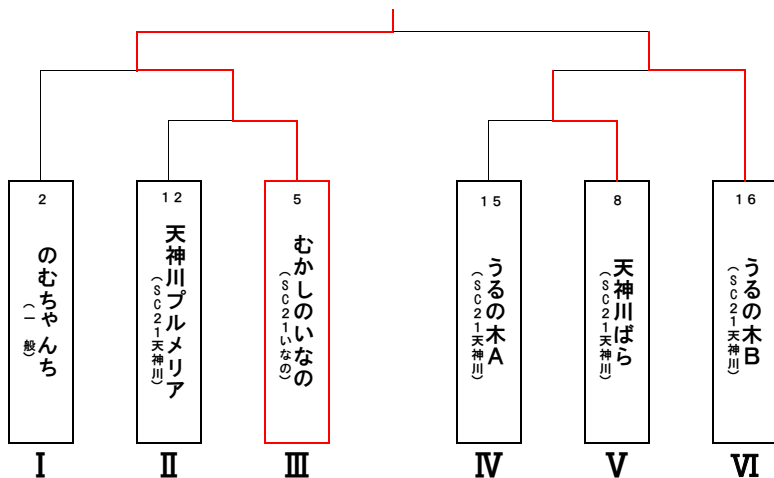 2
のむちゃんち
（一般）
Ⅰ
12
天神川プルメリア
（SC21天神川）
Ⅱ
5
むかしのいなの
（SC21いなの）
Ⅲ
15
うるの木A
（SC21天神川）
Ⅳ
8
天神川ばら
（SC21天神川）
Ⅴ
16
うるの木B
（SC21天神川）
Ⅵ